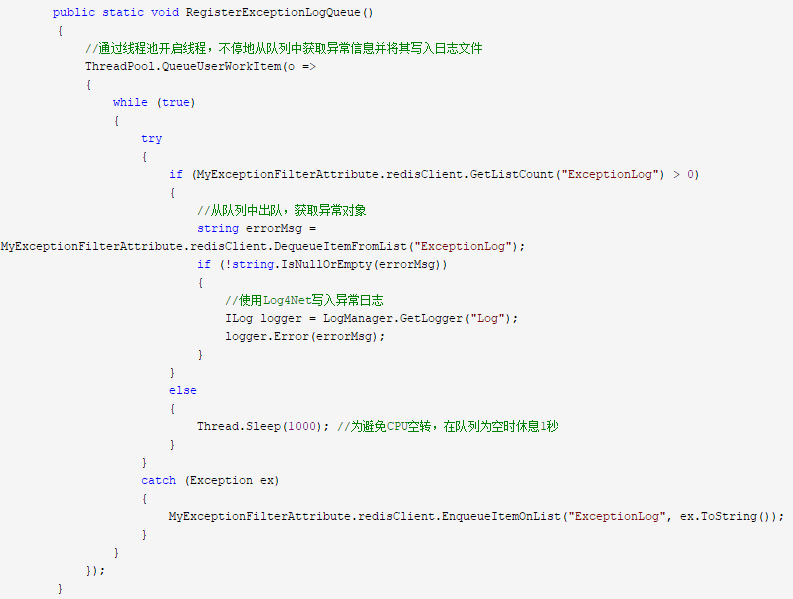 public static void RegisterExceptionLogQueue()
{
//通过线程池开启线程，不停地从队列中获取异常信息并将其写入日志文件
ThreadPool.QueueUserWorkItem(o =>
{
while (true)
{
try
{
if (MyExceptionFilterAttribute.redisClient.GetListCount("ExceptionLog") > 0)
{
//从队列中出队，获取异常对象
string errorMsg =
MyExceptionFilterAttribute.redisClient.DequeueItemFromList("ExceptionLog");
if (!string.IsNullOrEmpty(errorMsg))
{
//使用Log4Net写入异常日志
ILog logger = LogManager.GetLogger("Log");
logger.Error(errorMsg);
}
}
else
{
Thread.Sleep(1000); //为避免CPU空转，在队列为空时休息1秒
}
}
catch (Exception ex)
{
MyExceptionFilterAttribute.redisClient.EnqueueItemOnList("ExceptionLog", ex.ToString());
}
}
});
}